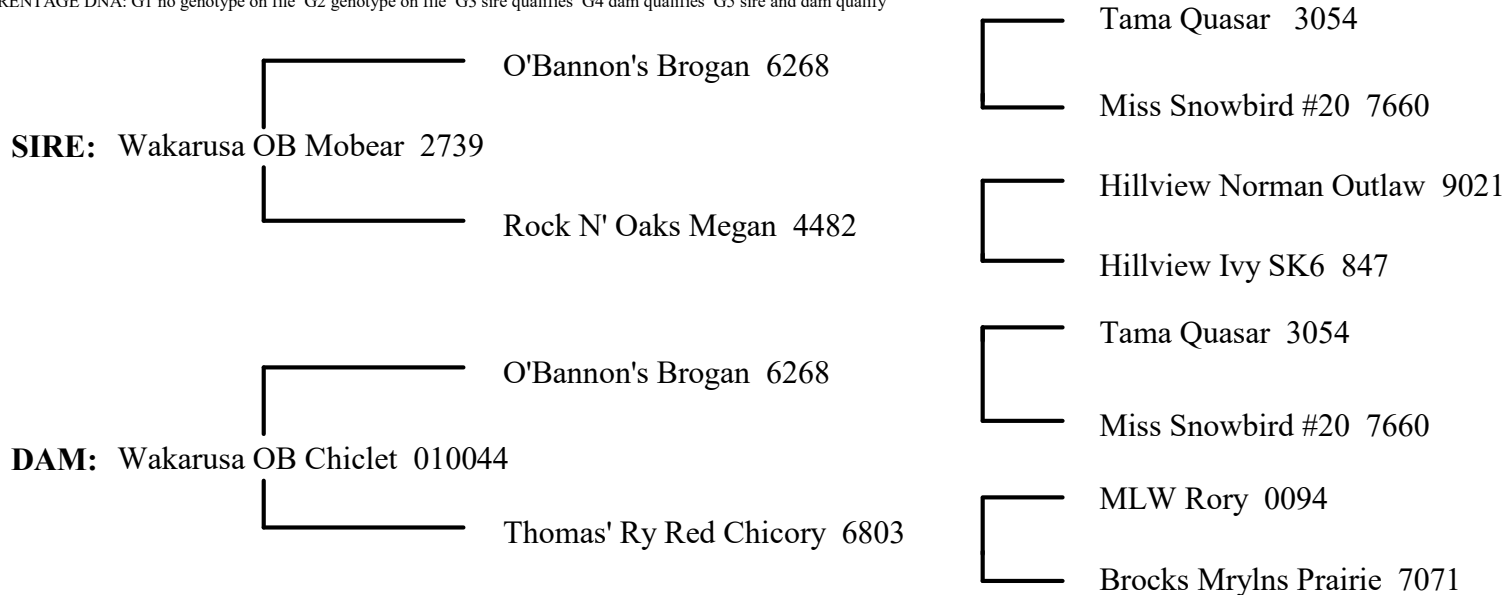 RENTAGE DNA: G1 no genotype on file G2 genotype on file G3 sire qualifies G4 dam qualifies G5 sire and dam qualify
Tama Quasar 3054
O'Bannon's Brogan 6268
Miss Snowbird #20 7660
SIRE: Wakarusa OB Mobear 2739
Hillview Norman Outlaw 9021
Rock N' Oaks Megan 4482
Hillview Ivy SK6 847
Tama Quasar 3054
O'Bannon's Brogan 6268
Miss Snowbird #20 7660
DAM: Wakarusa OB Chiclet 010044
MLW Rory 0094
Thomas' Ry Red Chicory 6803
Brocks Mrylns Prairie 7071